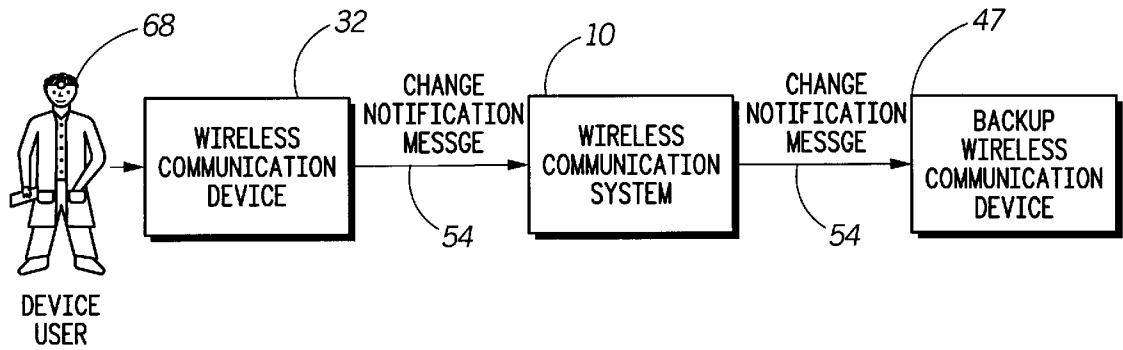 68
32
10
47
CHANGE
NOTIFICATION
MESSGE
CHANGE
NOTIFICATION
MESSGE
WIRELESS
COMMUNICATION
DEVICE
WIRELESS
COMMUNICATION
SYSTEM
BACKUP
WIRELESS
COMMUNICATION
DEVICE
54
54
DEVICE
USER